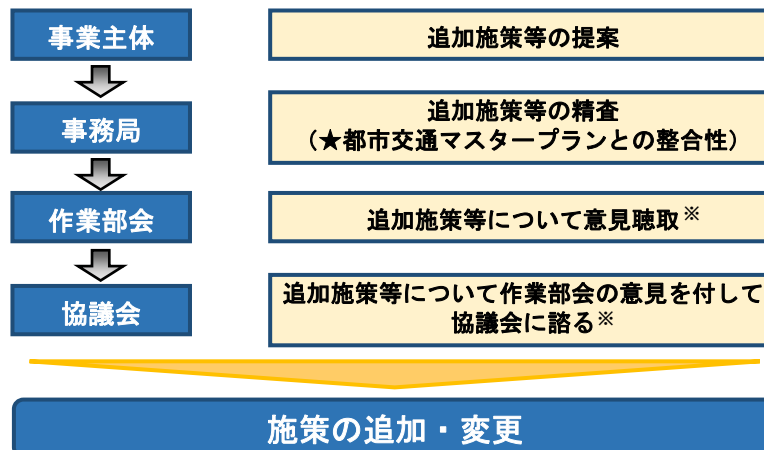 事業主体
追加施策等の提案
事務局
追加施策等の精査
（★都市交通マスタープランとの整合性）
作業部会
追加施策等について意見聴取※
協議会
追加施策等について作業部会の意見を付して
協議会に諮る※
施策の追加・変更